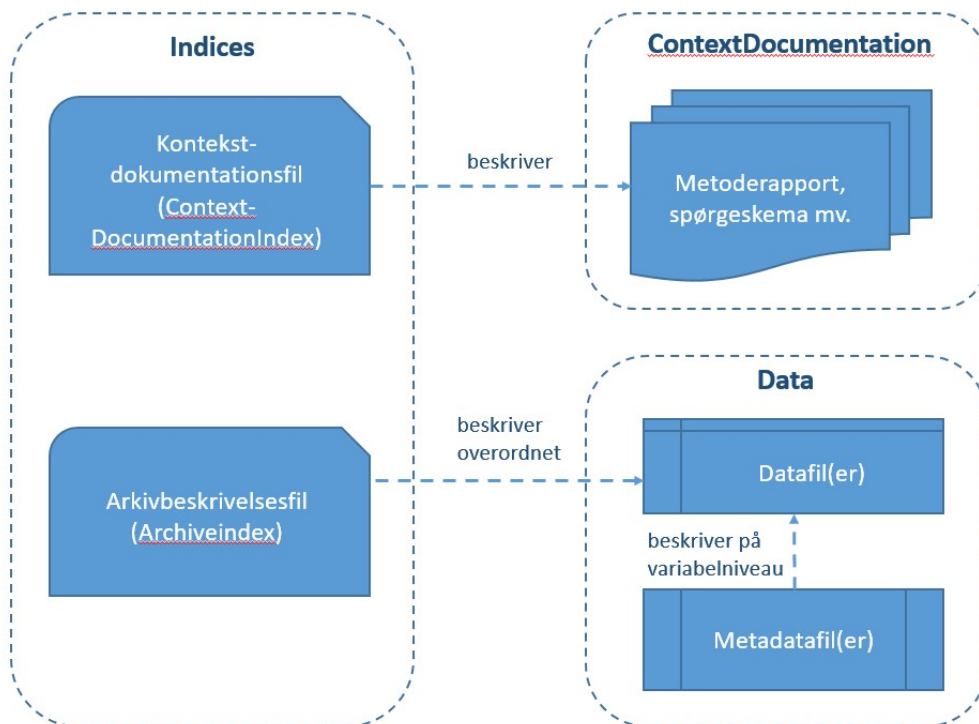 Indices
Kontekst-
dokumentationsfil
(Context-
DocumentationIndex)
beskriver
ContextDocumentation
Metoderapport,
spørgeskema mv.
Arkivbeskrivelsesfil
(Archiveindex)
beskriver
overordnet
Data
Datafil(er)
beskriver på
variabelniveau
Metadatafil(er)